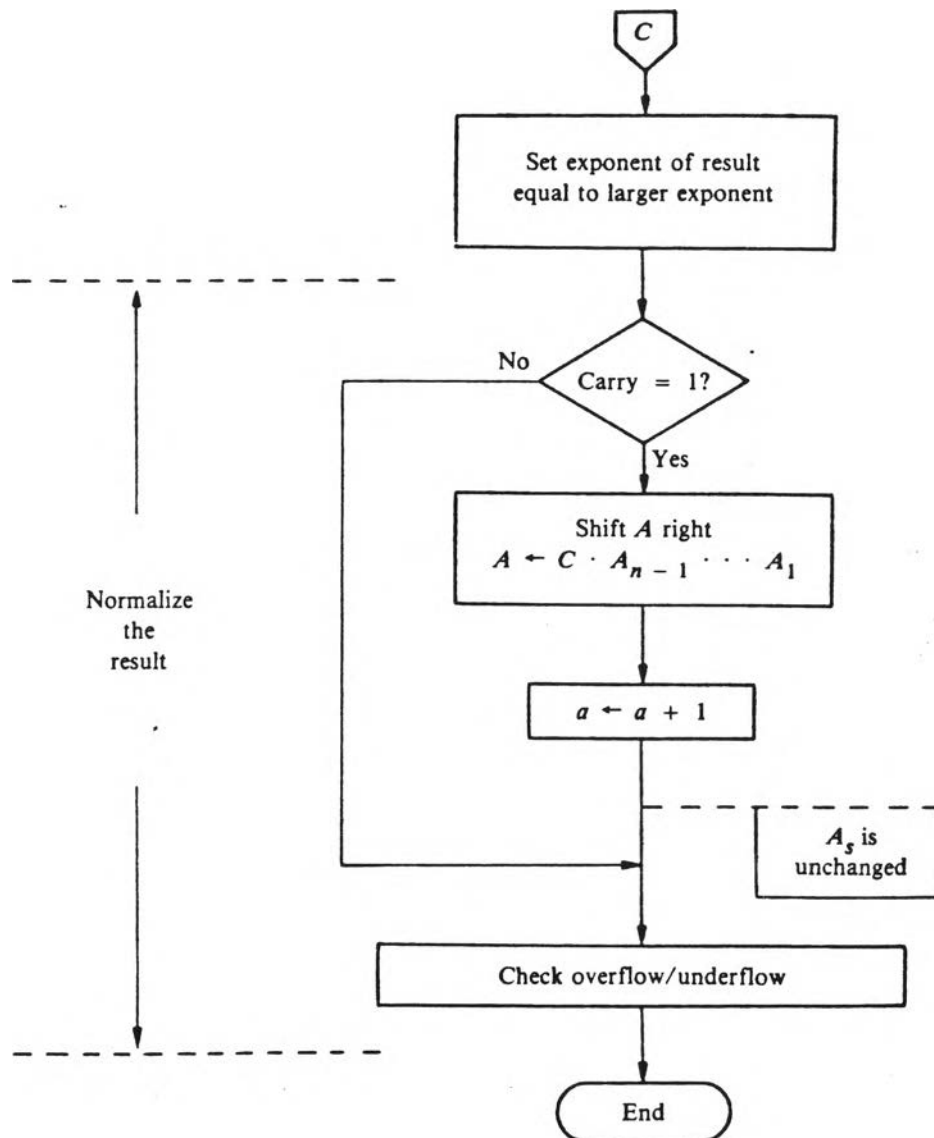 C
Set exponent of result
equal to larger exponent
No
Carry = 1?
Yes
Shift A right
A ← C · A_{n - 1} · · · A_1
Normalize
the
result
a ← a + 1
A_s is
unchanged
Check overflow/underflow
End